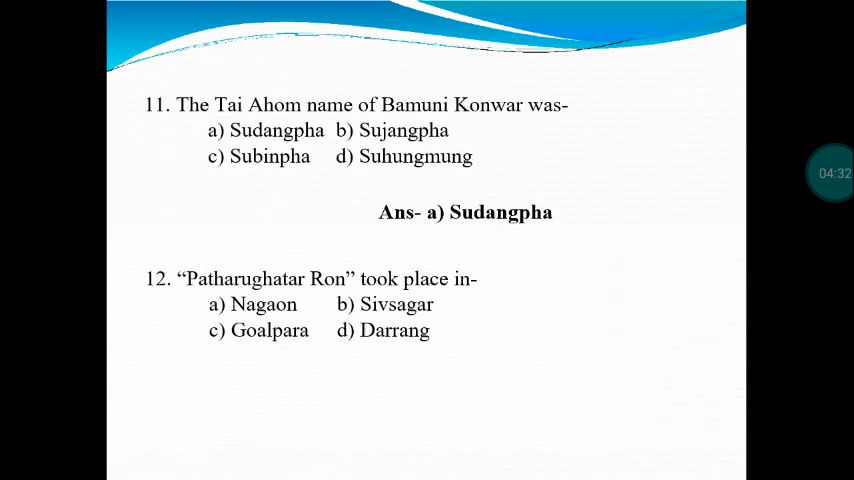 11. The Tai Ahom name of Bamuni Konwar was-
a) Sudangpha b) Sujangpha
c) Subinpha d) Suhungmung
Ans- a) Sudangpha
12. “Patharughatar Ron” took place in-
a) Nagaon b) Sivsagar
c) Goalpara d) Darrang
04:32